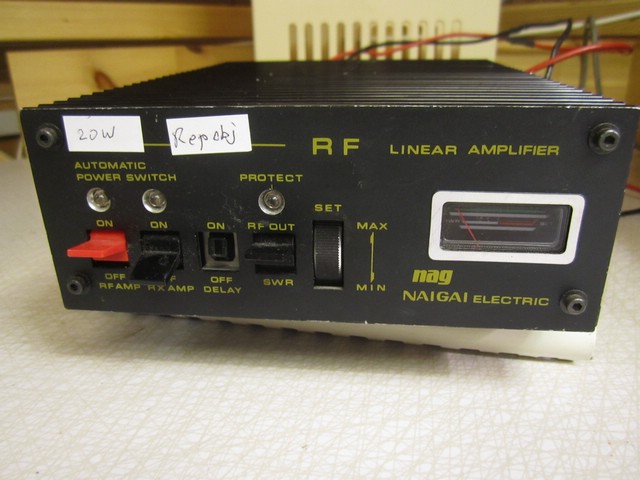 20W
RF LINEAR AMPLIFIER
AUTOMATIC
POWER SWITCH
PROTECT
ON ON ON RF OUT
SET
MAX
MIN
OFF OFF
RF AMP RX AMP
OFF
DELAY
SWR
nag
NAIGAI ELECTRIC